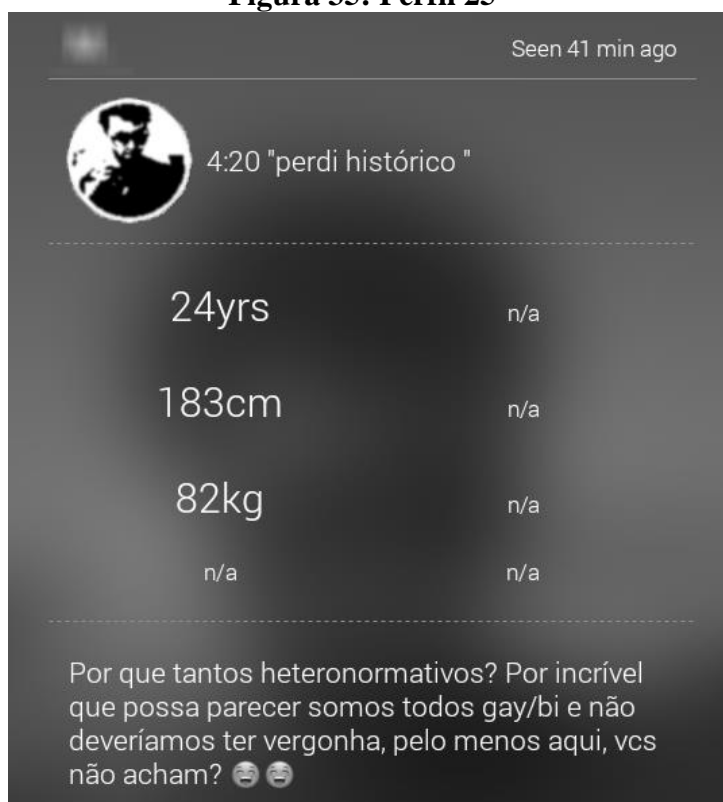 Figura 35: Perfil 25
Seen 41 min ago
4:20 "perdi histórico "
24yrs
n/a
183cm
n/a
82kg
n/a
n/a
n/a
Por que tantos heteronormativos? Por incrível
que possa parecer somos todos gay/bi e não
deveríamos ter vergonha, pelo menos aqui, vcs
não acham? 😁😁